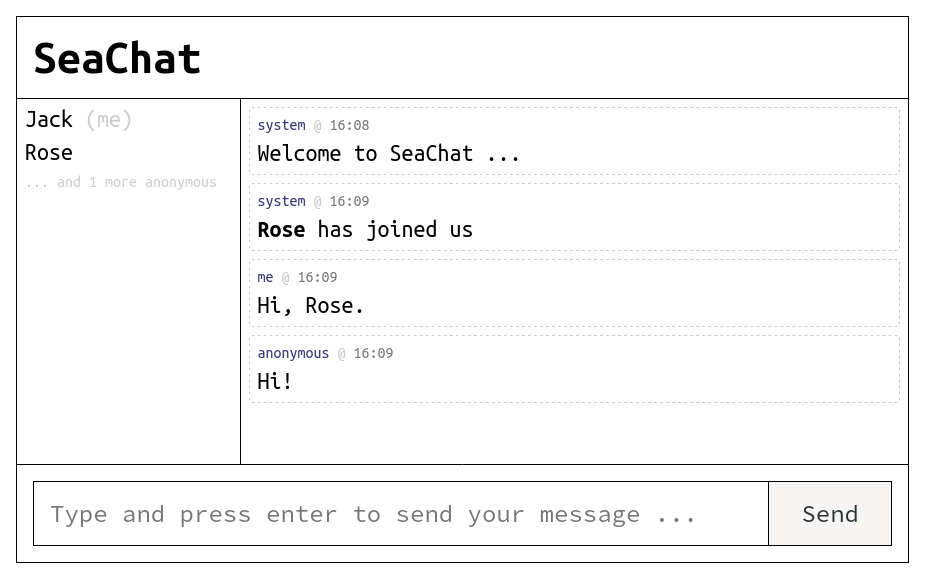 SeaChat
Jack (me)
Rose
... and 1 more anonymous
system @ 16:08
Welcome to SeaChat ...
system @ 16:09
Rose has joined us
me @ 16:09
Hi, Rose.
anonymous @ 16:09
Hi!
Type and press enter to send your message ...
Send